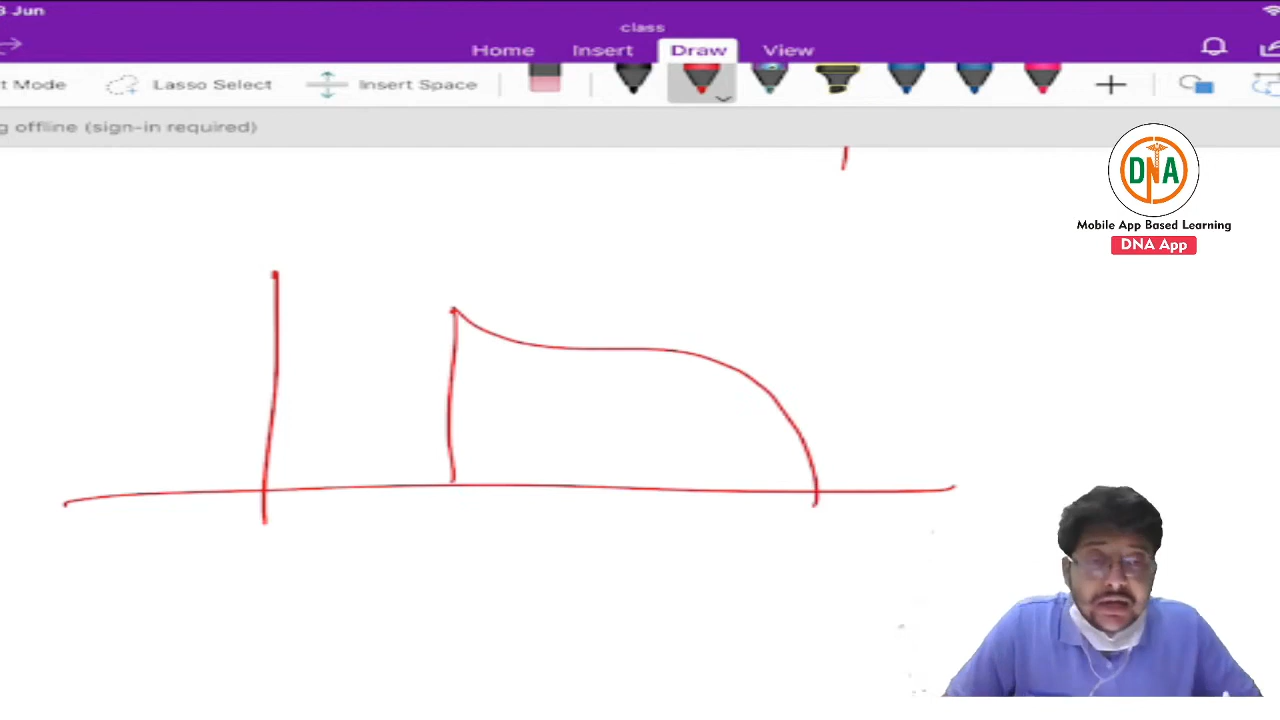 3 Jun
class
Home Insert Draw View
t Mode Lasso Select Insert Space
g offline (sign-in required)
DNA
Mobile App Based Learning
DNA App